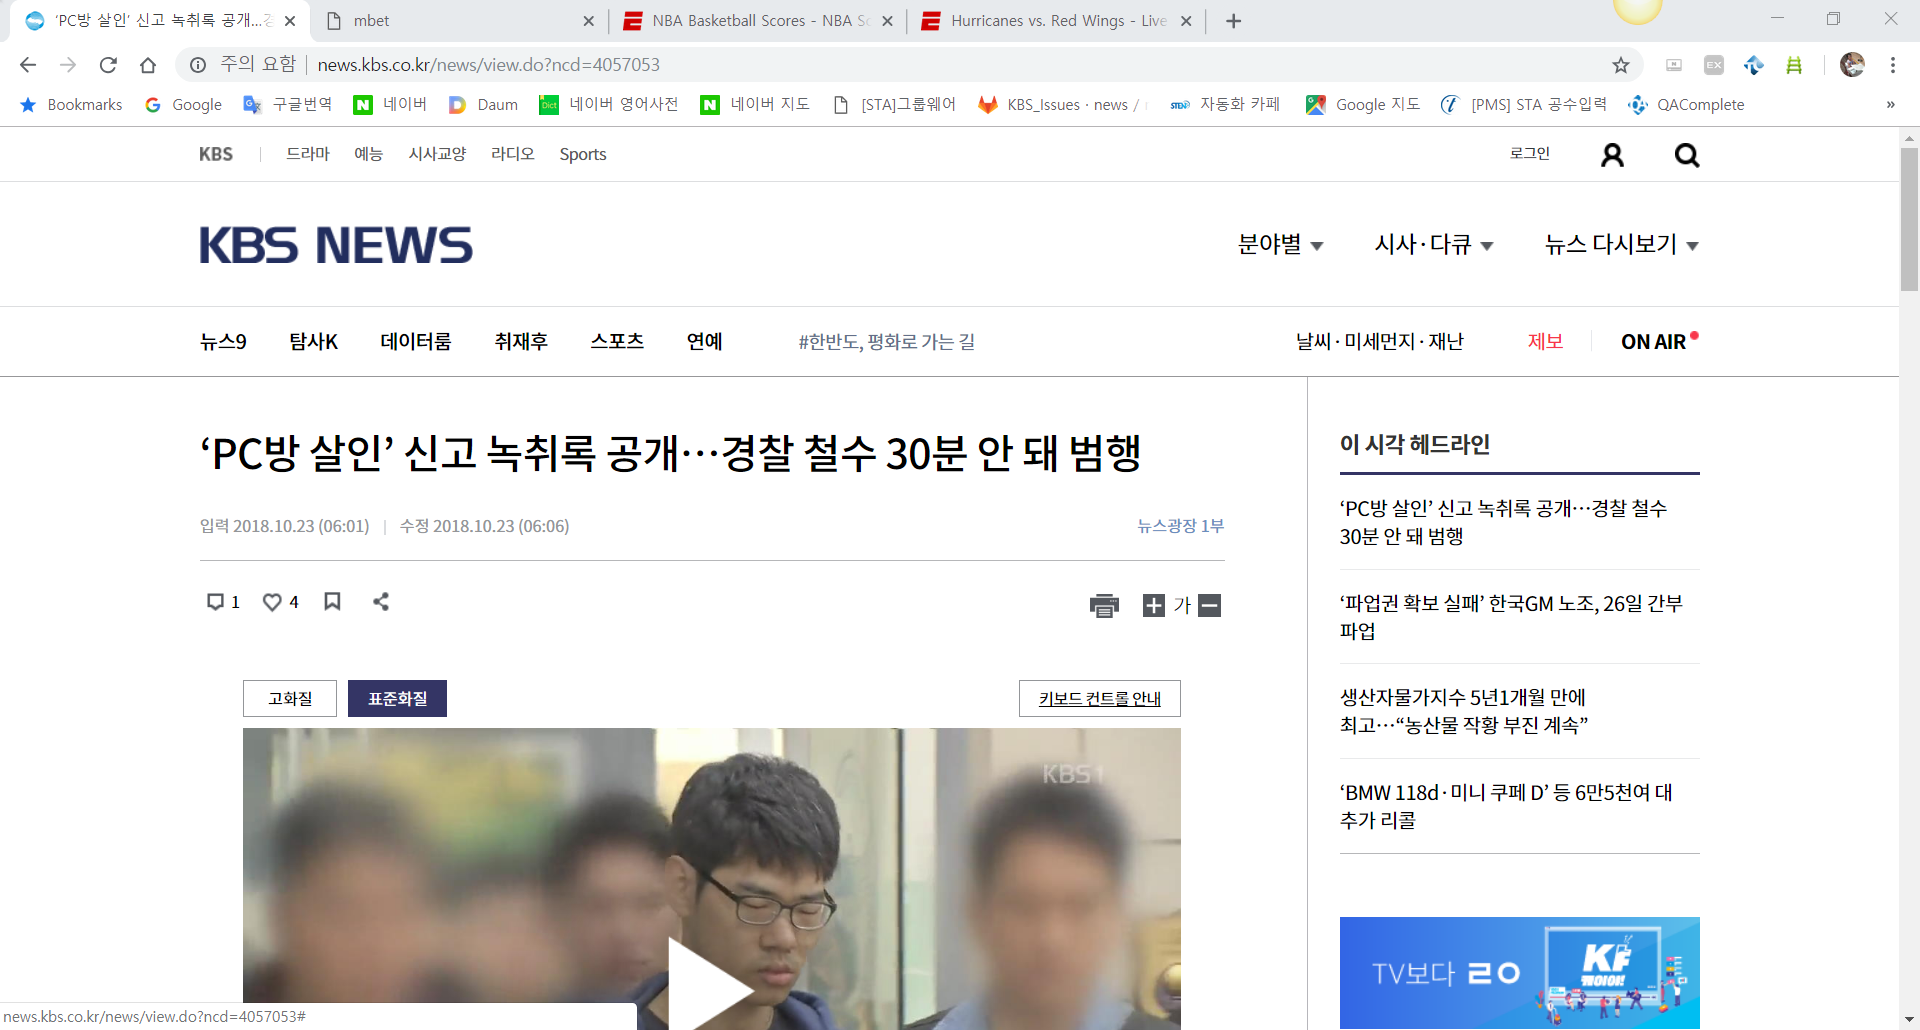 ‘PC방 살인’ 신고 녹취록 공개...경
mbet
NBA Basketball Scores - NBA Sc
Hurricanes vs. Red Wings - Live
주의 요함
news.kbs.co.kr/news/view.do?ncd=4057053
Bookmarks
Google
구글번역
네이버
Daum
네이버 영어사전
네이버 지도
[STA]그룹웨어
KBS_Issues · news /
자동화 카페
Google 지도
[PMS] STA 공수입력
QAComplete
»
KBS
드라마
예능
시사교양
라디오
Sports
로그인
KBS NEWS
분야별
시사·다큐
뉴스 다시보기
뉴스9
탐사K
데이터룸
취재후
스포츠
연예
#한반도, 평화로 가는 길
날씨·미세먼지·재난
제보
ON AIR
‘PC방 살인’ 신고 녹취록 공개…경찰 철수 30분 안 돼 범행
입력 2018.10.23 (06:01)
수정 2018.10.23 (06:06)
뉴스광장 1부
1
4
가
고화질
표준화질
키보드 컨트롤 안내
KBS 1
이 시각 헤드라인
‘PC방 살인’ 신고 녹취록 공개…경찰 철수
30분 안 돼 범행
‘파업권 확보 실패’ 한국GM 노조, 26일 간부
파업
생산자물가지수 5년1개월 만에
최고…“농산물 작황 부진 계속”
‘BMW 118d·미니 쿠페 D’ 등 6만5천여 대
추가 리콜
TV보다
news.kbs.co.kr/news/view.do?ncd=4057053#